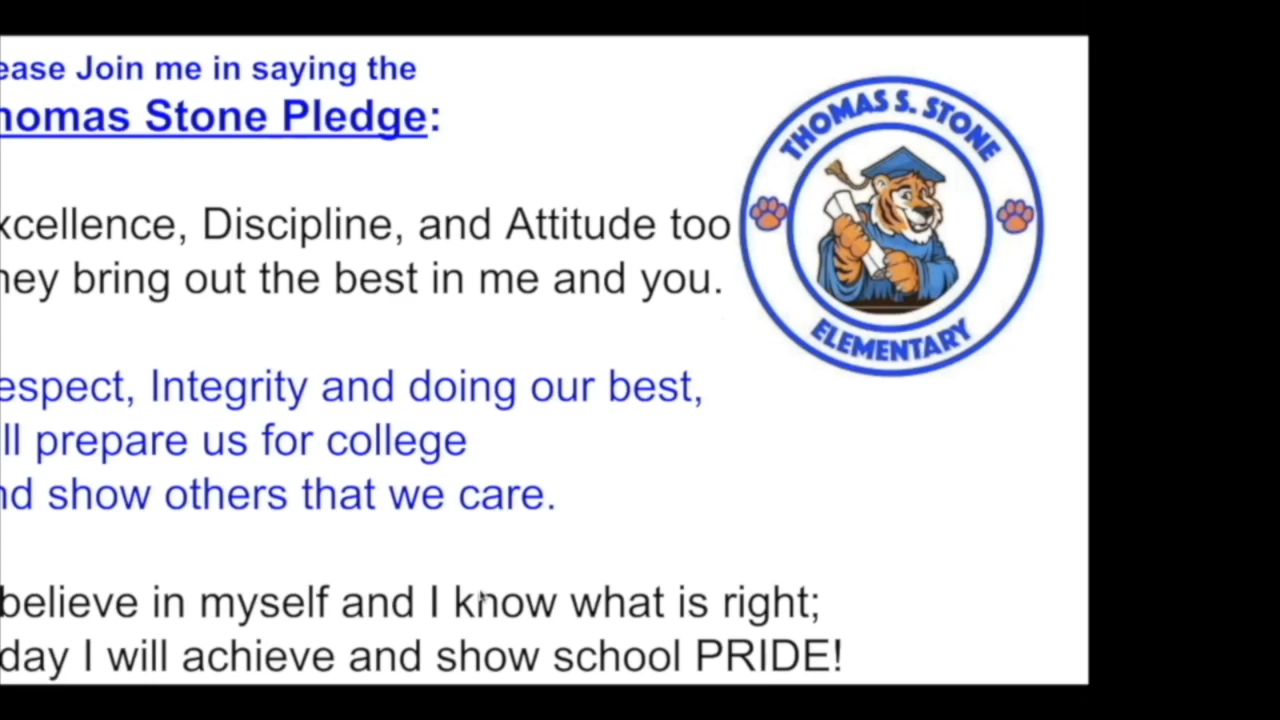 ease Join me in saying the
homas Stone Pledge:
xcellence, Discipline, and Attitude too
hey bring out the best in me and you.
espect, Integrity and doing our best,
ll prepare us for college
nd show others that we care.
believe in myself and I know what is right;
day I will achieve and show school PRIDE!
THOMAS S. STONE
ELEMENTARY